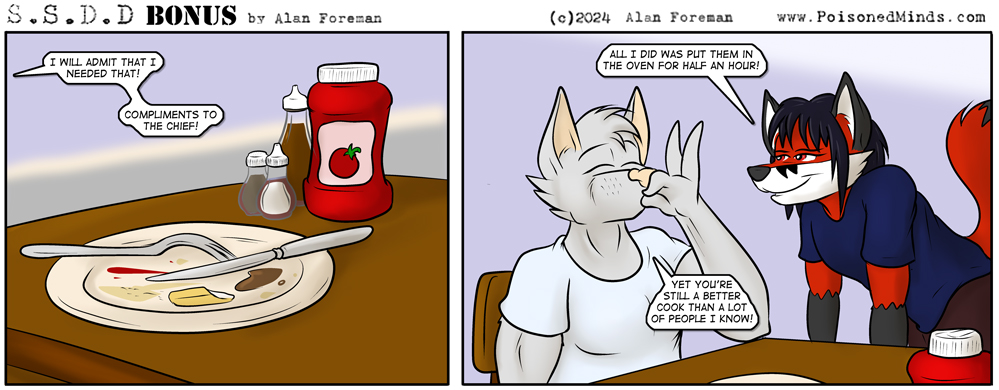 S.S.D.D BONUS by Alan Foreman (c)2024 Alan Foreman www.PoisonedMinds.com
I WILL ADMIT THAT I
NEEDED THAT!
COMPLIMENTS TO
THE CHIEF!
ALL I DID WAS PUT THEM IN
THE OVEN FOR HALF AN HOUR!
YET YOU'RE
STILL A BETTER
COOK THAN A LOT
OF PEOPLE I KNOW!